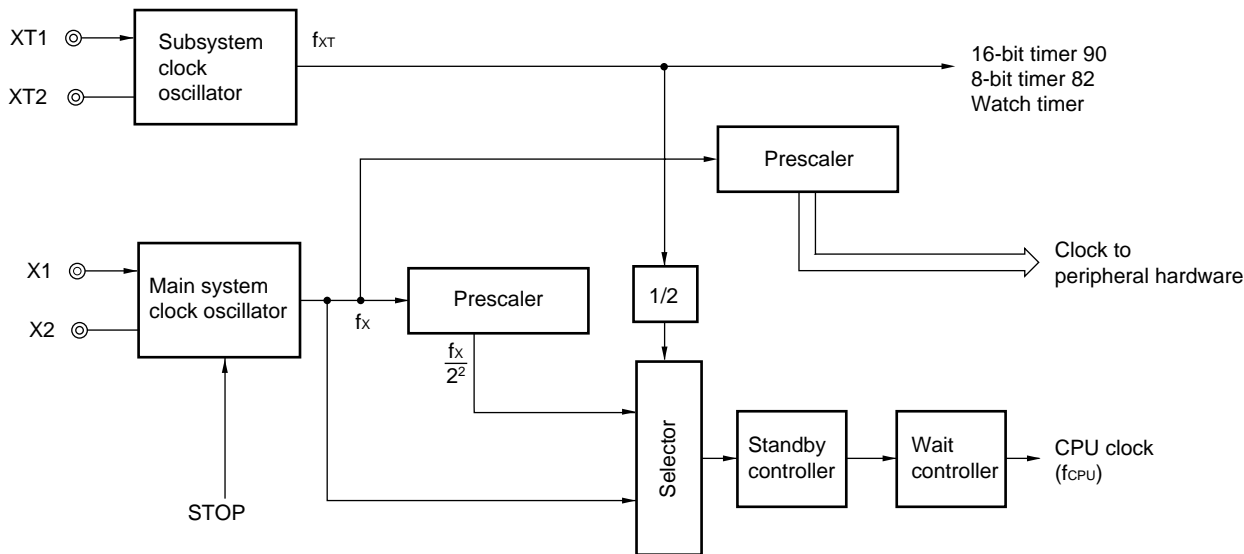 XT1
XT2
Subsystem
clock
oscillator
fXT
16-bit timer 90
8-bit timer 82
Watch timer
Prescaler
Clock to
peripheral hardware
X1
X2
Main system
clock oscillator
fX
Prescaler
fX
2²
1/2
Selector
Standby
controller
Wait
controller
CPU clock
(fCPU)
STOP